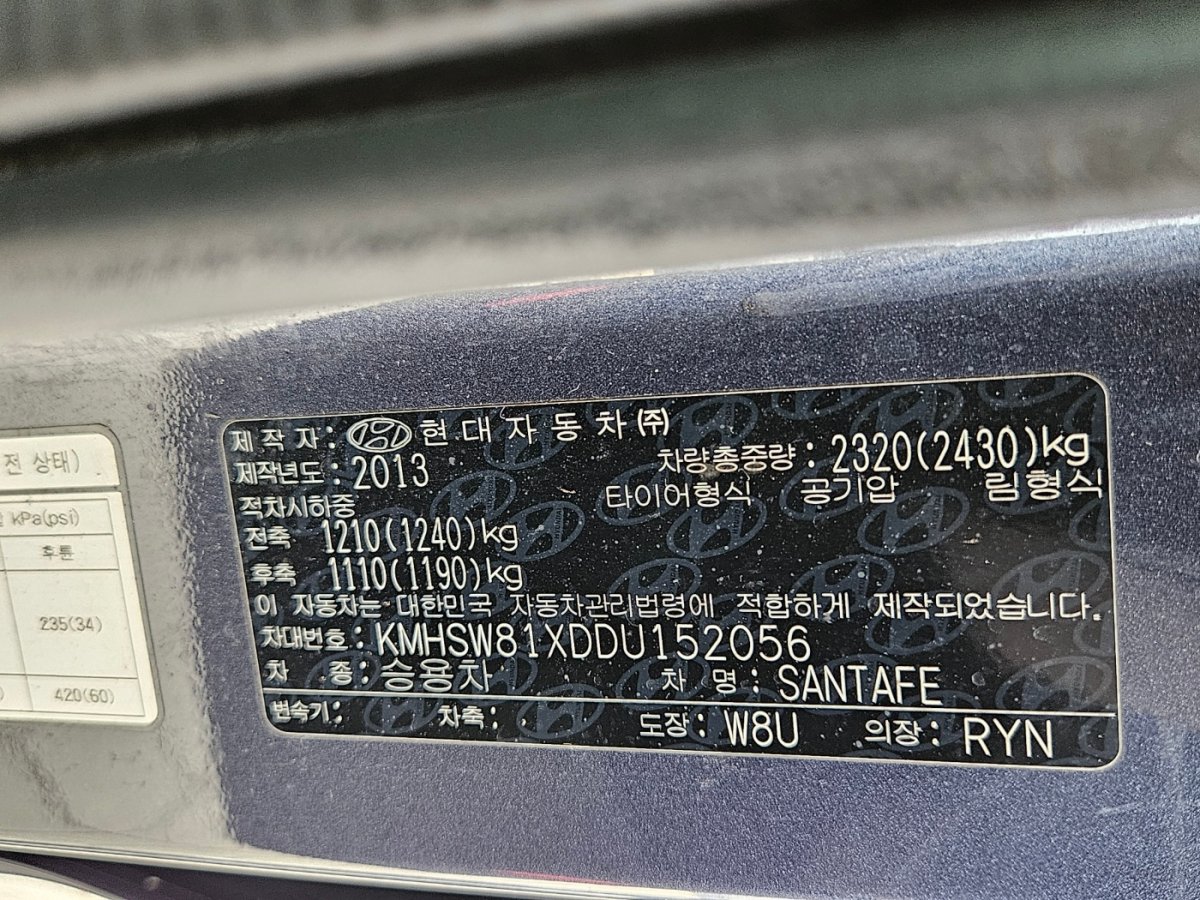 전 상태)
kPa(psi)
후륜
235(34)
420(60)
제 작 자 : 현대자동차(주)
제작년도 : 2013
차량총중량 : 2320(2430)kg
적차시하중
타이어형식 공기압 림형식
전축 1210(1240)kg
후축 1110(1190)kg
이 자동차는 대한민국 자동차관리법령에 적합하게 제작되었습니다.
차대번호 : KMHSW81XDDU152056
차 종 : 승용차 차 명 : SANTAFE
변속기 : 차축 : 도장 : W8U 의장 : RYN